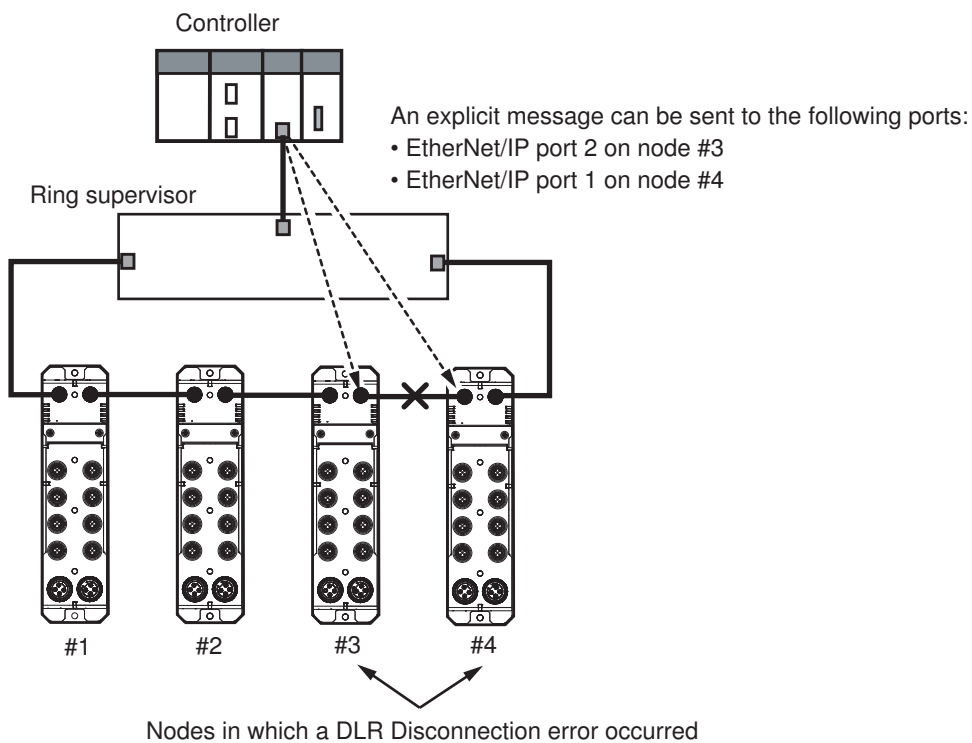 Controller
An explicit message can be sent to the following ports:
• EtherNet/IP port 2 on node #3
• EtherNet/IP port 1 on node #4
Ring supervisor
#1
#2
#3
#4
Nodes in which a DLR Disconnection error occurred